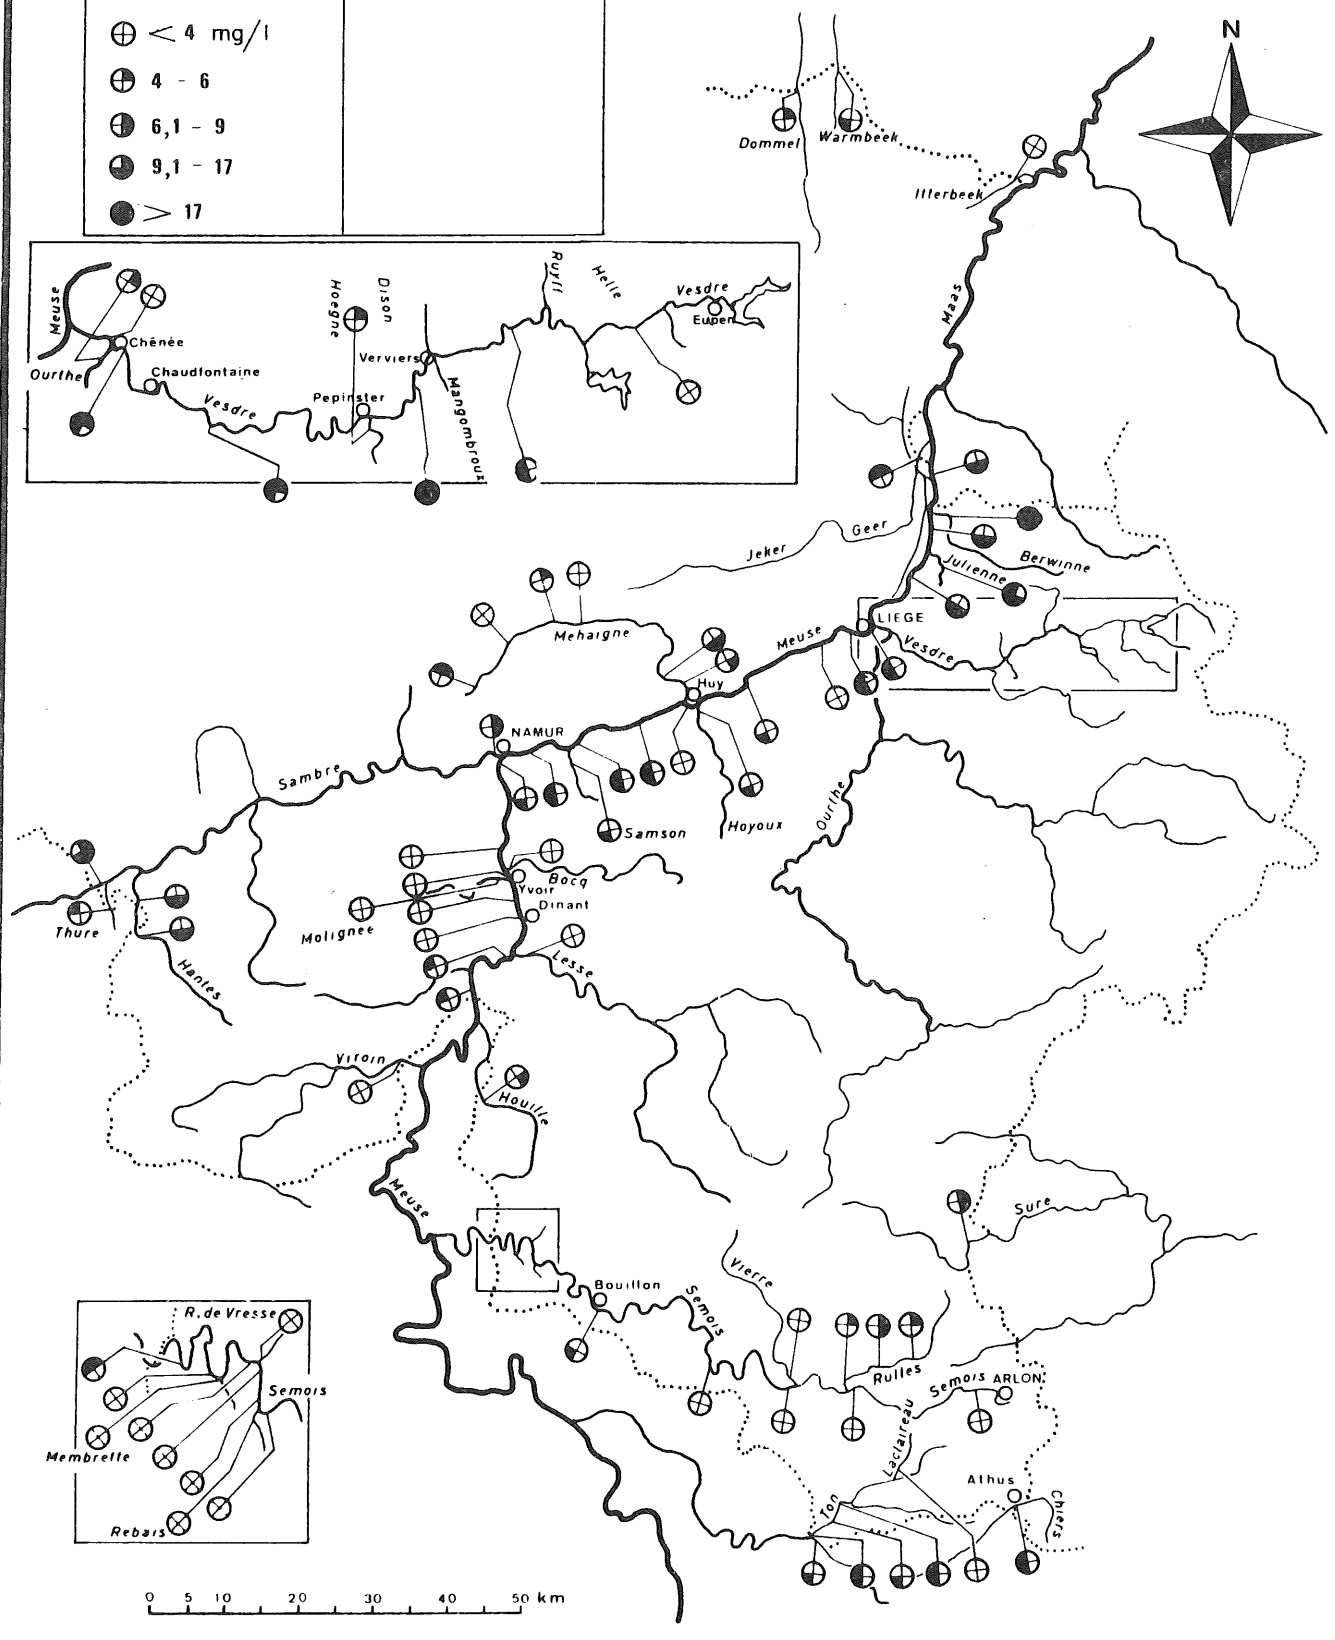 < 4 mg/l
4 - 6
6,1 - 9
9,1 - 17
> 17
N
Dommel
Warmbeek
Itterbeek
Maas
Meuse
Chênée
Ourthe
Chaudfontaine
Vesdre
Hoegne
Dison
Pepinster
Verviers
Mangombroux
Ruyff
Helle
Vesdre
Eupen
Geer
Jeker
Berwinne
Julienne
LIEGE
Vesdre
Meuse
Mehaigne
Huy
NAMUR
Sambre
Samson
Hoyoux
Ourthe
Bocq
Yvoir
Dinant
Molignée
Thure
Hantes
Lesse
Viroin
Houille
Meuse
Sure
Vierre
Bouillon
Semois
Rulles
Semois
ARLON
R. de Vresse
Semois
Membrette
Rebais
Laclaireau
Athus
Ton
Chiers
0 5 10 20 30 40 50 km